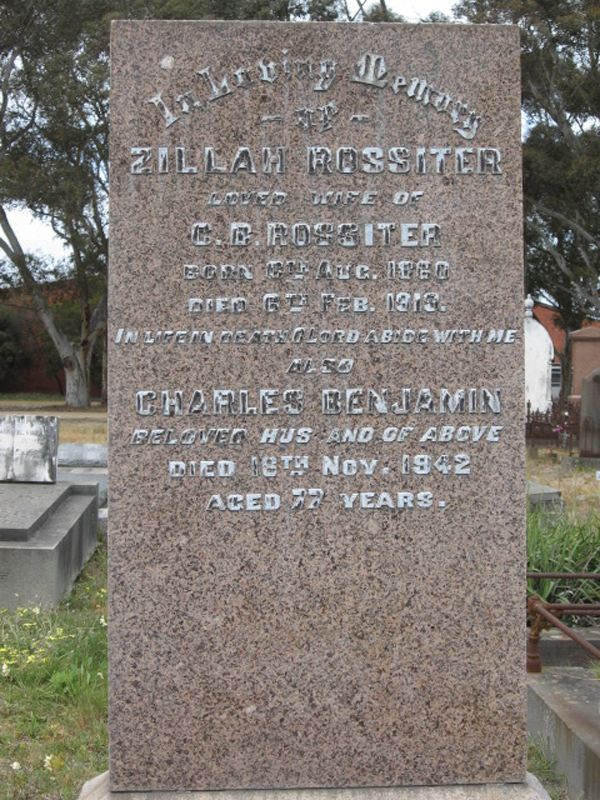 In Loving Memory
- OF -
ZILLAH ROSSITER
LOVED WIFE OF
C. B. ROSSITER
BORN 6TH AUG. 1860
DIED 6TH FEB. 1913.
IN LIFE IN DEATH O LORD ABIDE WITH ME
ALSO
CHARLES BENJAMIN
BELOVED HUS AND OF ABOVE
DIED 18TH NOV. 1942
AGED 77 YEARS.